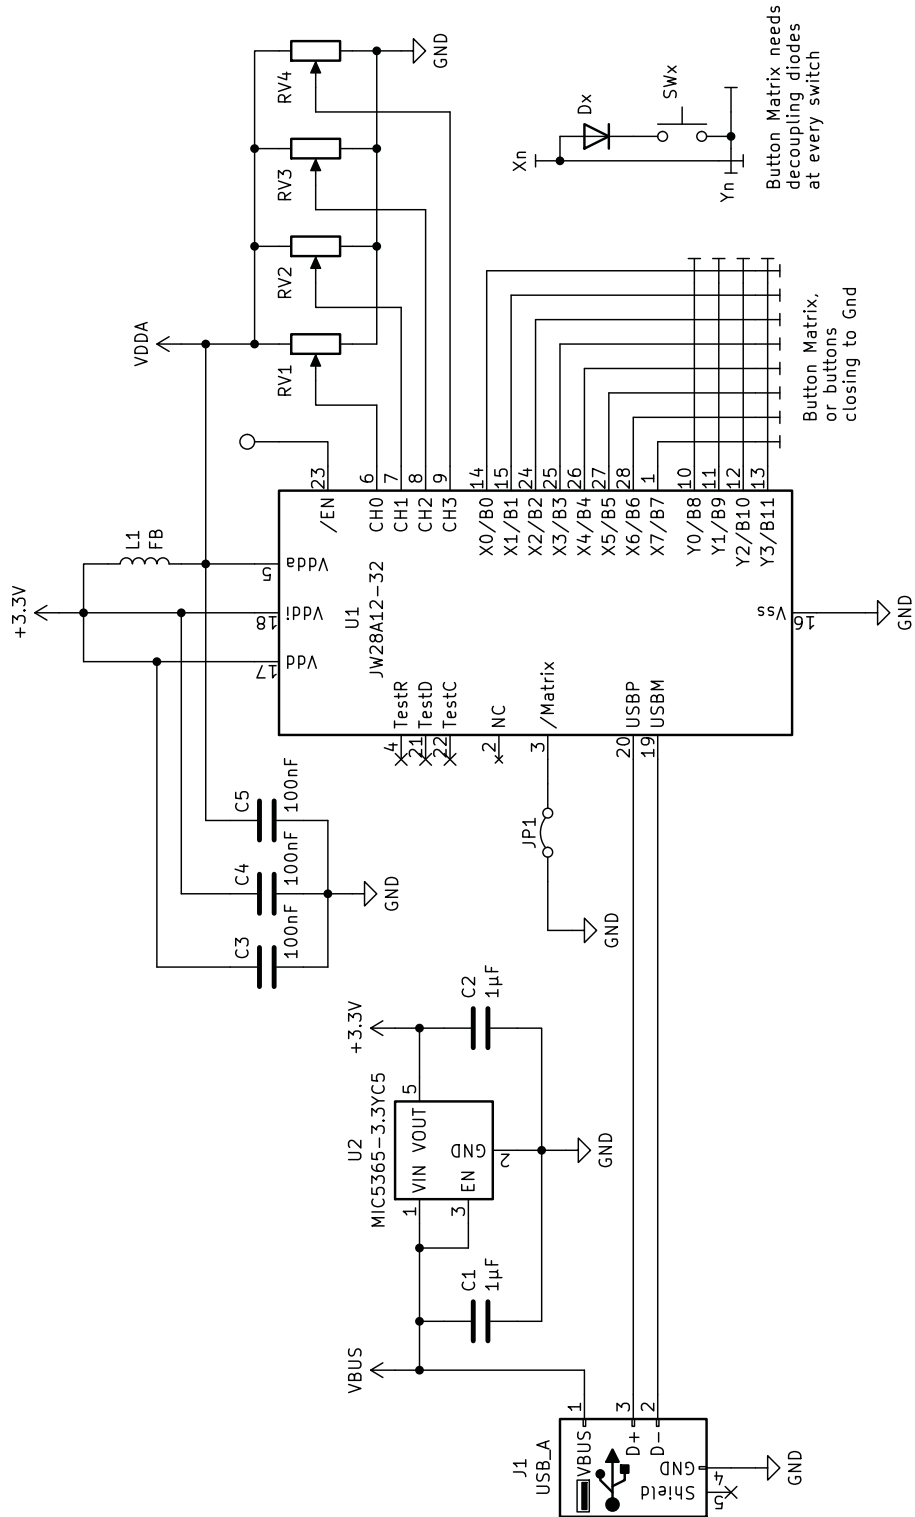 J1
USB_A
VBUS
D+
D-
GND
Shield
1
3
2
4
5
GND
VBUS
C1
1µF
U2
MIC5365-3.3YC5
VIN
VOUT
EN
GND
1
3
5
2
GND
+3.3V
C2
1µF
C3
100nF
C4
100nF
C5
100nF
GND
JP1
GND
+3.3V
L1
FB
VDDA
U1
JW28A12-32
17
Vdd
18
Vddi
5
Vdda
4
TestR
21
TestD
22
TestC
2
NC
3
/Matrix
20
USBP
19
USBM
16
Vss
GND
/EN
23
CH0
6
CH1
7
CH2
8
CH3
9
X0/B0
14
X1/B1
15
X2/B2
24
X3/B3
25
X4/B4
26
X5/B5
27
X6/B6
28
X7/B7
1
Y0/B8
10
Y1/B9
11
Y2/B10
12
Y3/B11
13
RV1
RV2
RV3
RV4
GND
Button Matrix,
or buttons
closing to Gnd
Xn
Dx
SWx
Yn
Button Matrix needs
decoupling diodes
at every switch